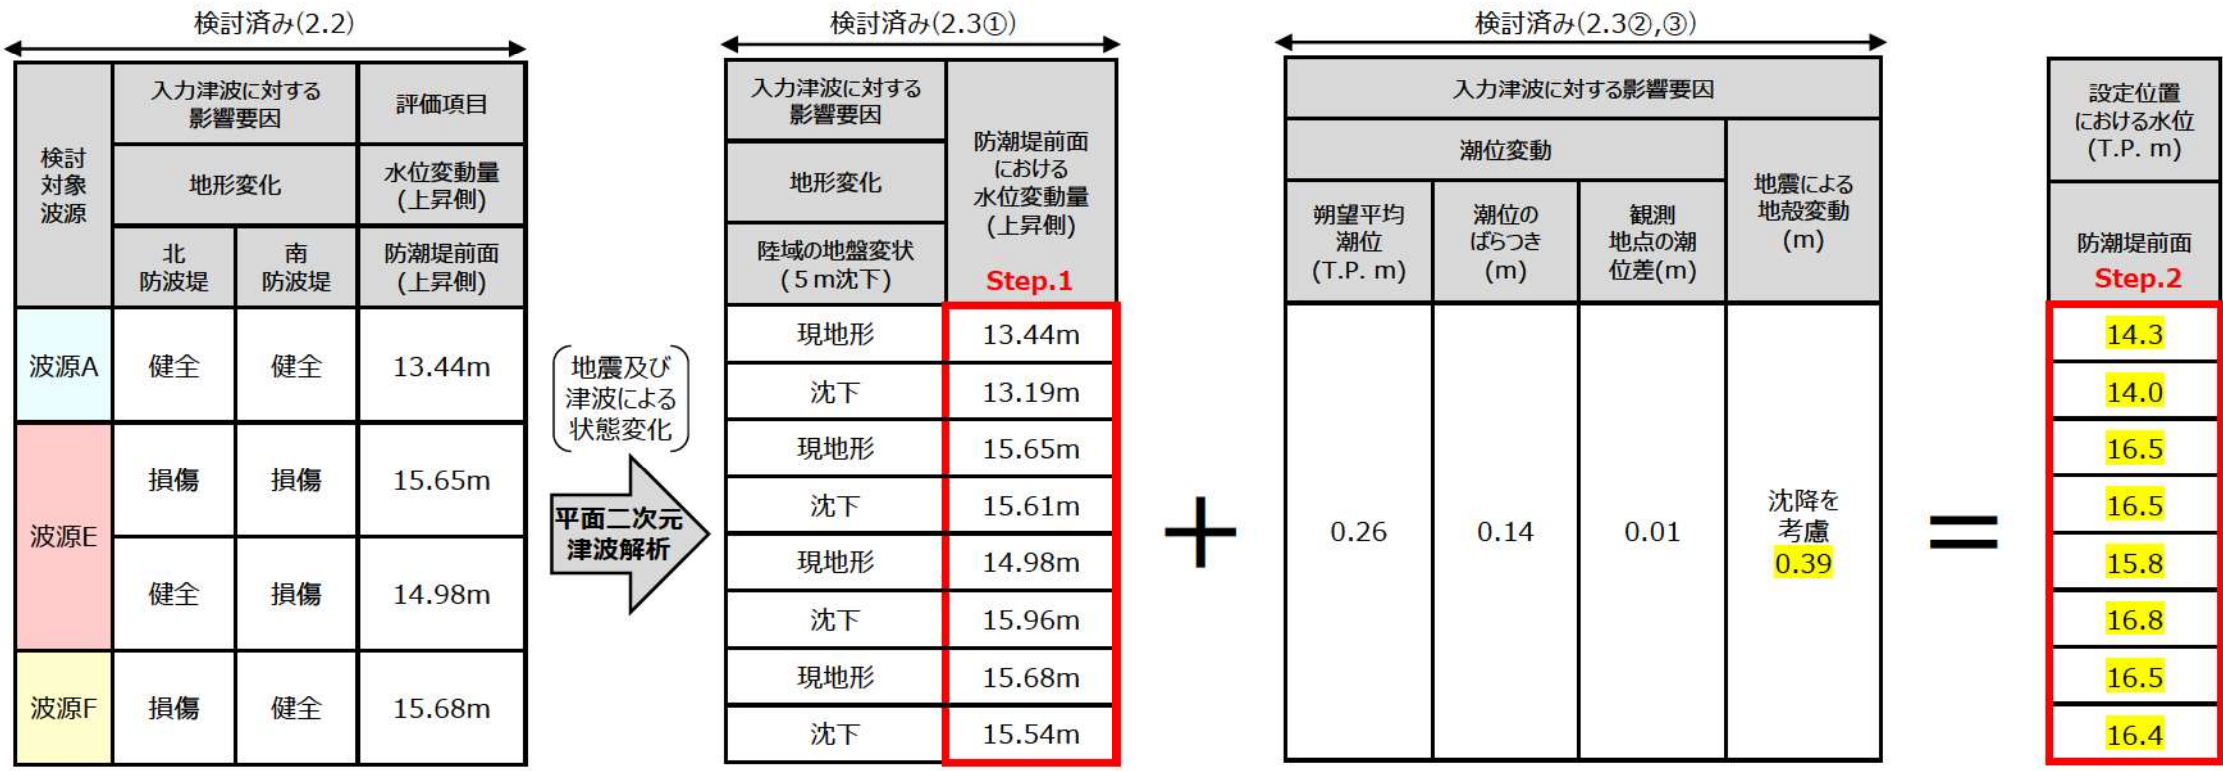 検討済み(2.2)
検討
対象
波源
入力津波に対する
影響要因
評価項目
地形変化
水位変動量
(上昇側)
北
防波堤
南
防波堤
防潮堤前面
(上昇側)
波源A
健全
健全
13.44m
波源E
損傷
損傷
15.65m
健全
損傷
14.98m
波源F
損傷
健全
15.68m
地震及び
津波による
状態変化
平面二次元
津波解析
検討済み(2.3①)
入力津波に対する
影響要因
地形変化
陸域の地盤変状
(５m沈下)
防潮堤前面
における
水位変動量
(上昇側)
Step.1
現地形
13.44m
沈下
13.19m
現地形
15.65m
沈下
15.61m
現地形
14.98m
沈下
15.96m
現地形
15.68m
沈下
15.54m
+
検討済み(2.3②,③)
入力津波に対する影響要因
潮位変動
地震による
地殻変動
(m)
朔望平均
潮位
(T.P. m)
潮位の
ばらつき
(m)
観測
地点の潮
位差(m)
0.26
0.14
0.01
沈降を
考慮
0.39
=
設定位置
における水位
(T.P. m)
防潮堤前面
Step.2
14.3
14.0
16.5
16.5
15.8
16.8
16.5
16.4